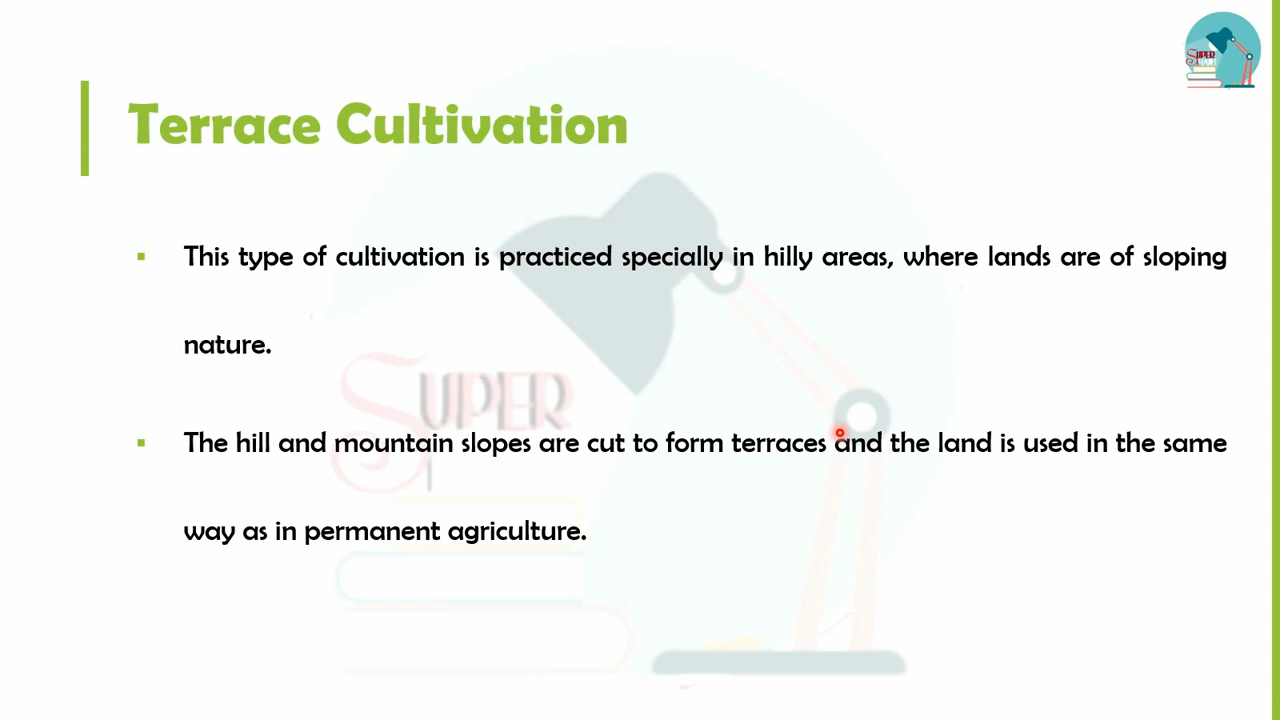 Terrace Cultivation
▪ This type of cultivation is practiced specially in hilly areas, where lands are of sloping
nature.
▪ The hill and mountain slopes are cut to form terraces and the land is used in the same
way as in permanent agriculture.
SUPER
SUPER